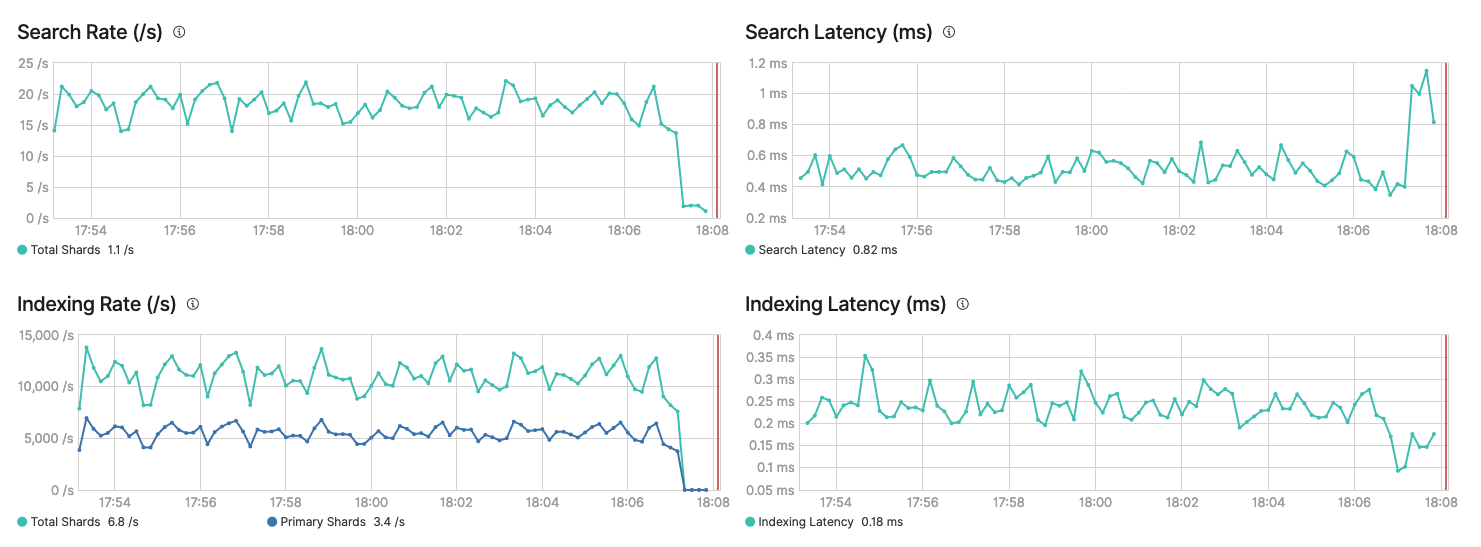 Search Rate (/s)
25 /s
20 /s
15 /s
10 /s
5 /s
0 /s
17:54 17:56 17:58 18:00 18:02 18:04 18:06 18:08
Total Shards 1.1 /s
Search Latency (ms)
1.2 ms
1 ms
0.8 ms
0.6 ms
0.4 ms
0.2 ms
17:54 17:56 17:58 18:00 18:02 18:04 18:06 18:08
Search Latency 0.82 ms
Indexing Rate (/s)
15,000 /s
10,000 /s
5,000 /s
0 /s
17:54 17:56 17:58 18:00 18:02 18:04 18:06 18:08
Total Shards 6.8 /s Primary Shards 3.4 /s
Indexing Latency (ms)
0.4 ms
0.35 ms
0.3 ms
0.25 ms
0.2 ms
0.15 ms
0.1 ms
0.05 ms
17:54 17:56 17:58 18:00 18:02 18:04 18:06 18:08
Indexing Latency 0.18 ms